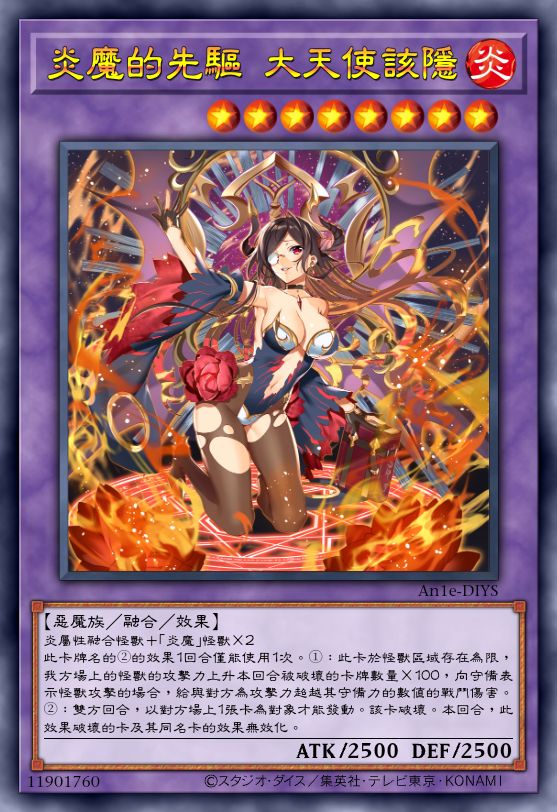 炎魔的先驅 大天使該隱
炎
An1e-DIYS
【惡魔族／融合／效果】
炎屬性融合怪獸＋「炎魔」怪獸×2
此卡牌名的②的效果1回合僅能使用1次。①：此卡於怪獸區域存在為限，
我方場上的怪獸的攻擊力上升本回合被破壞的卡牌數量×100，向守備表
示怪獸攻擊的場合，給與對方為攻擊力超越其守備力的數值的戰鬥傷害。
②：雙方回合，以對方場上1張卡為對象才能發動。該卡破壞。本回合，此
效果破壞的卡及其同名卡的效果無效化。
ATK/2500 DEF/2500
11901760 ©スタジオ・ダイス／集英社・テレビ東京・KONAMI